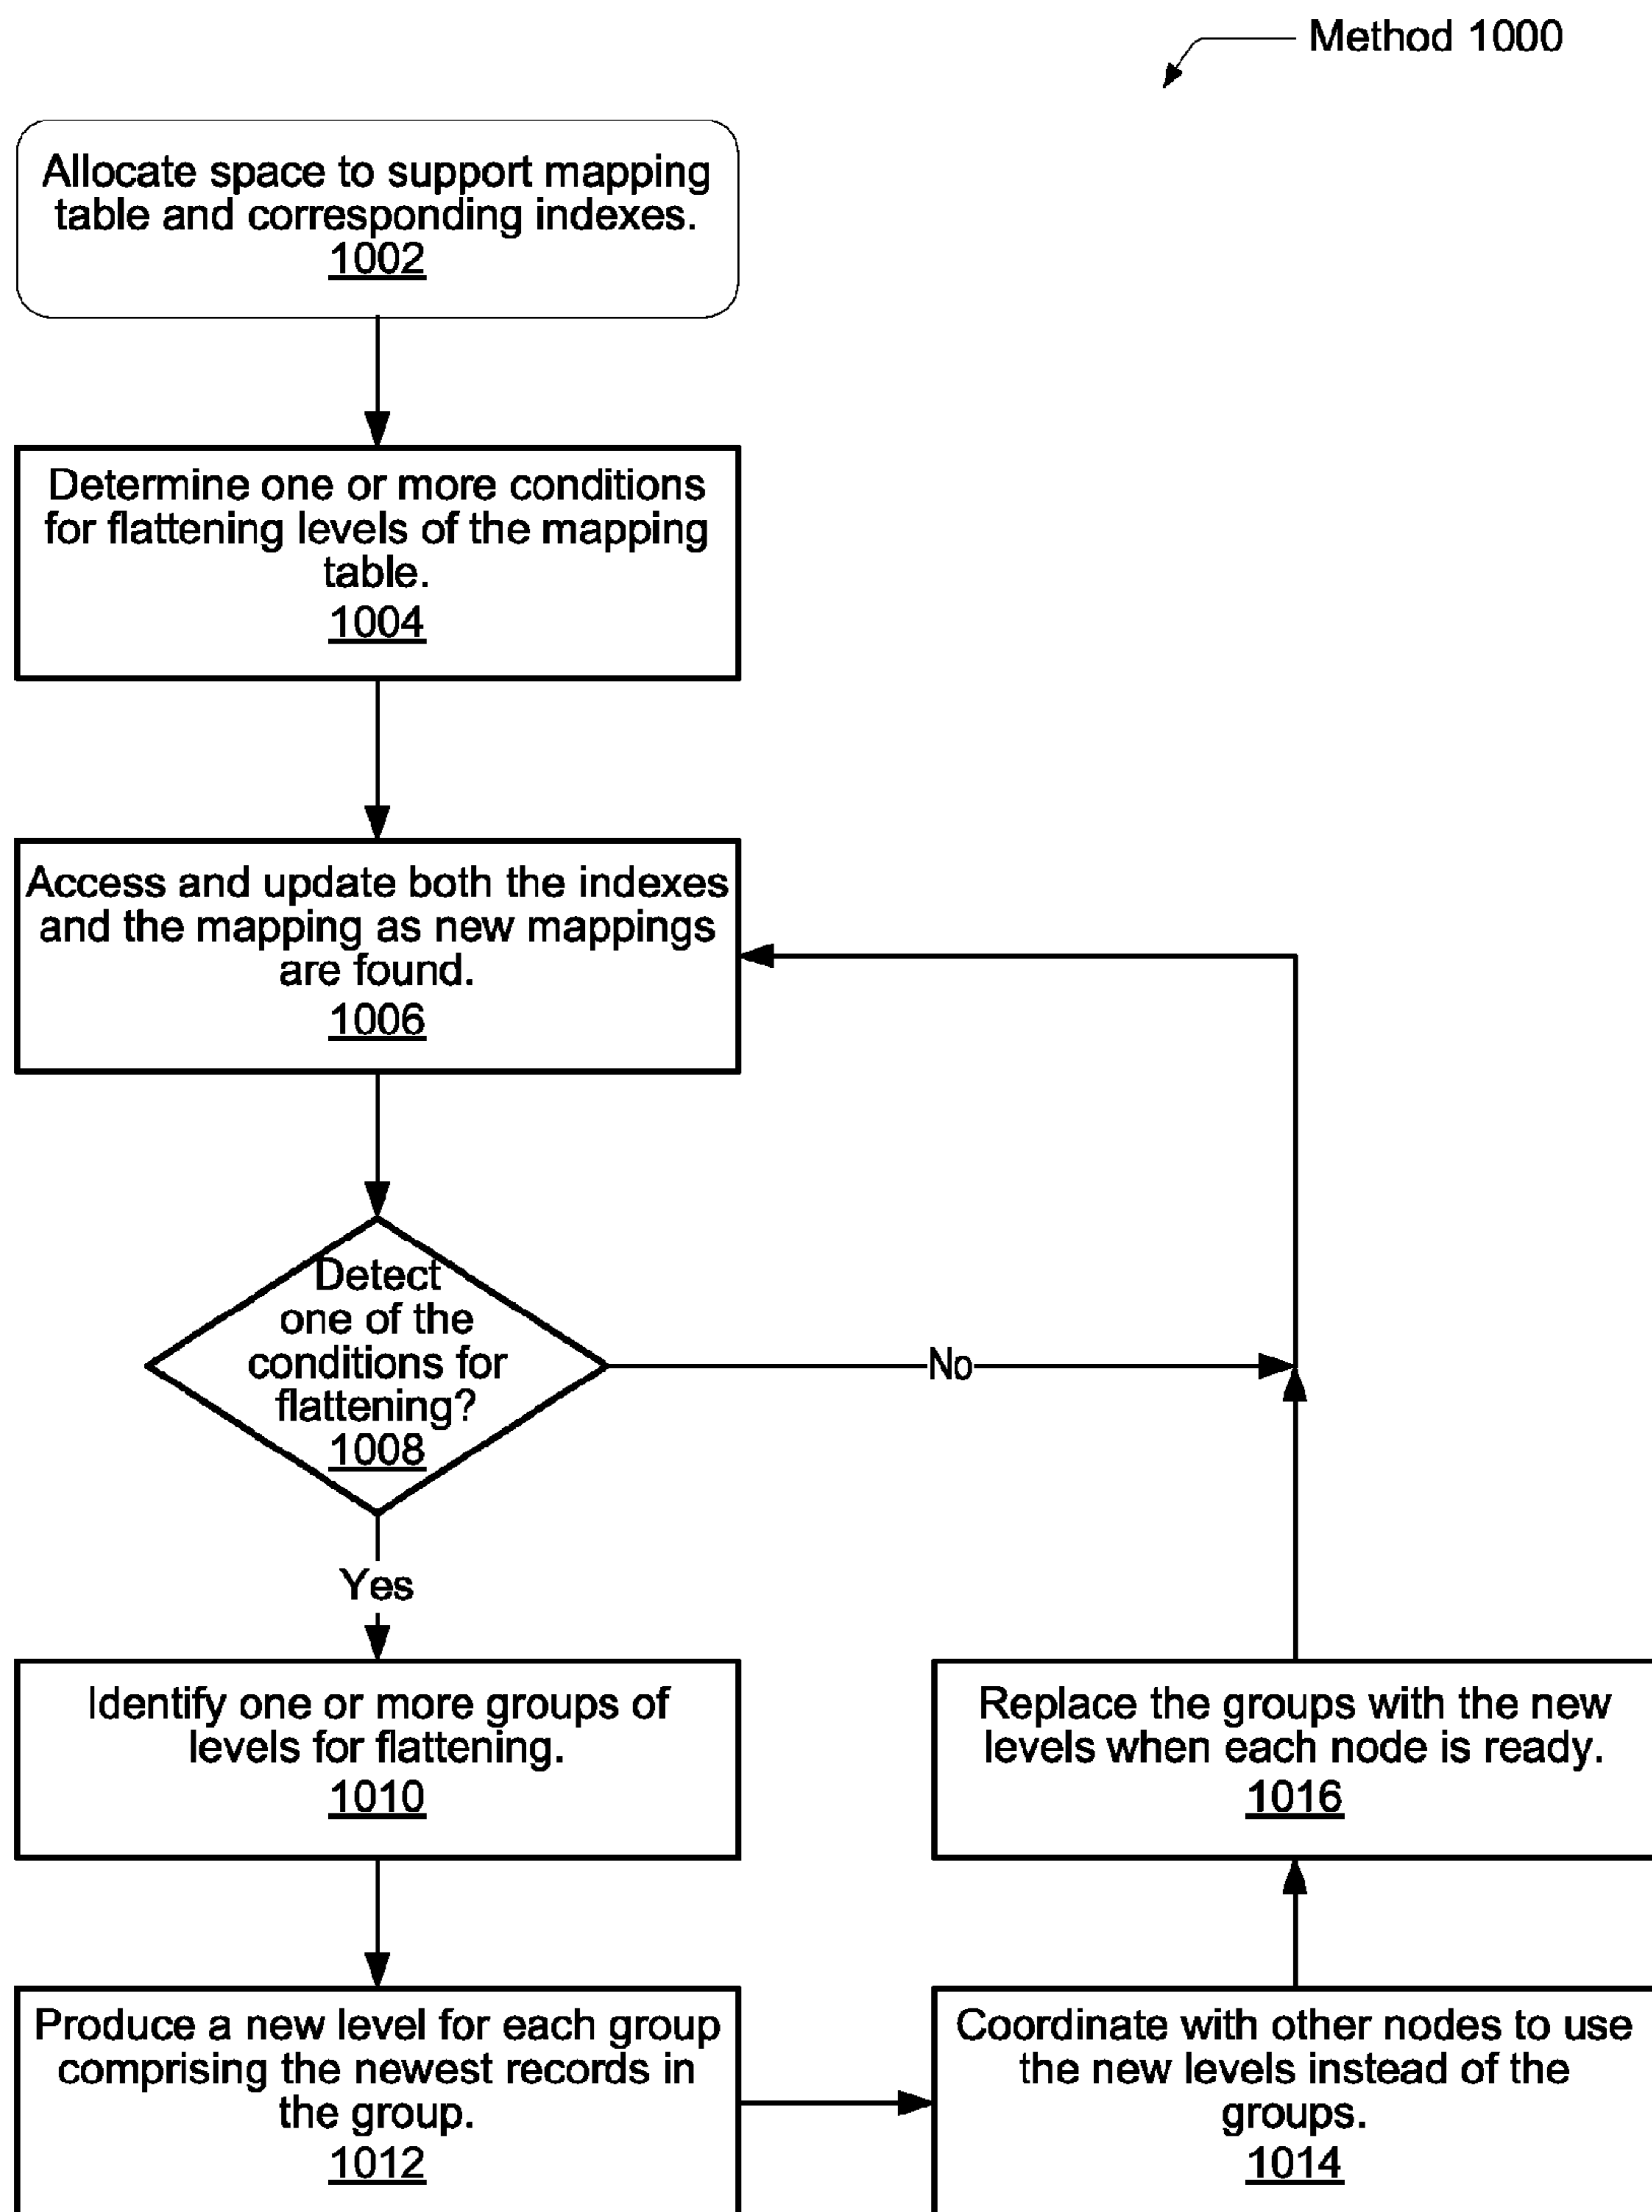 Method 1000
Allocate space to support mapping
table and corresponding indexes.
1002
Determine one or more conditions
for flattening levels of the mapping
table.
1004
Access and update both the indexes
and the mapping as new mappings
are found.
1006
Detect
one of the
conditions for
flattening?
1008
No
Yes
Identify one or more groups of
levels for flattening.
1010
Replace the groups with the new
levels when each node is ready.
1016
Produce a new level for each group
comprising the newest records in
the group.
1012
Coordinate with other nodes to use
the new levels instead of the
groups.
1014